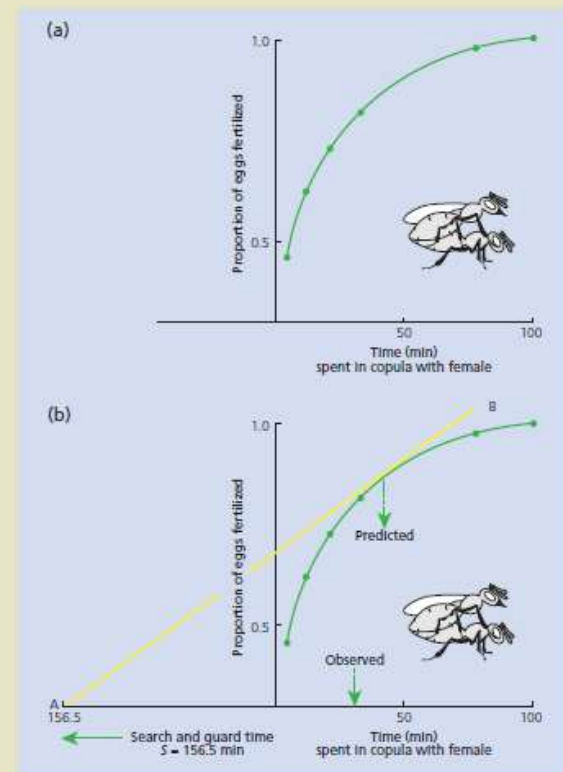 (a)
1.0
0.5
Proportion of eggs fertilized
50
100
Time (min)
spent in copula with female
(b)
B
1.0
0.5
Proportion of eggs fertilized
Predicted
Observed
A
156.5
50
100
Search and guard time
S = 156.5 min
Time (min)
spent in copula with female